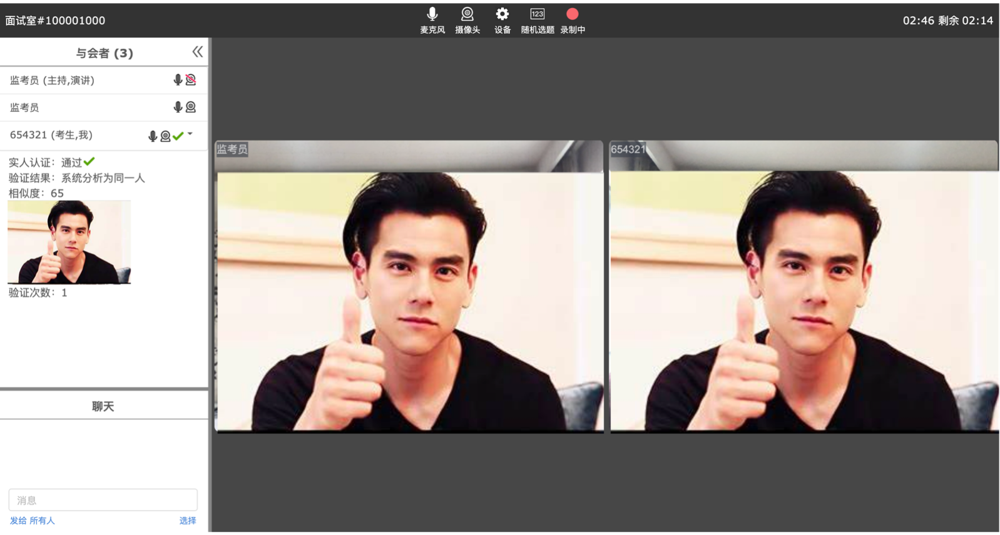 面试室#100001000
麦克风
摄像头
设备
123
随机选题
录制中
02:46 剩余 02:14
与会者 (3)
监考员 (主持,演讲)
监考员
654321 (考生,我)
实人认证：通过
验证结果：系统分析为同一人
相似度：65
验证次数：1
聊天
消息
发给 所有人
选择
监考员
654321